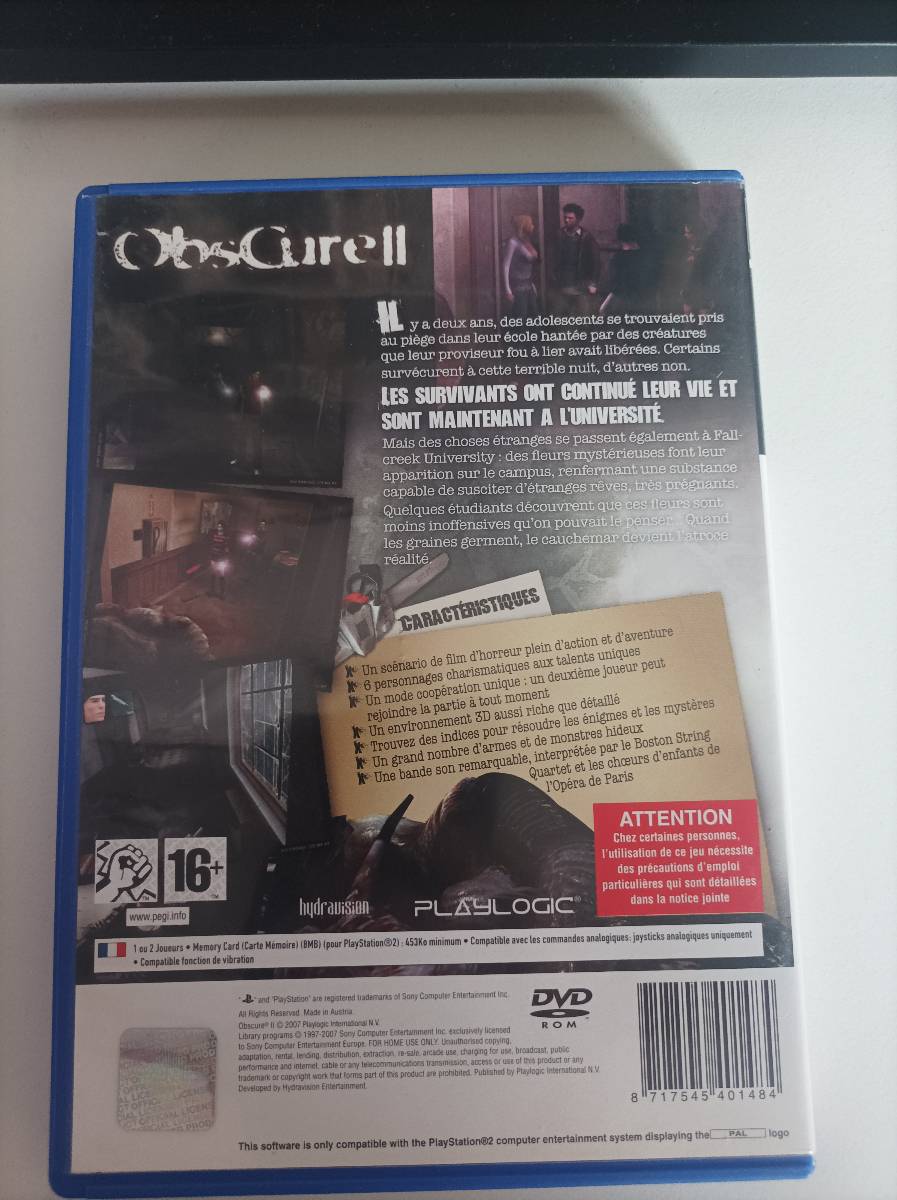 ObsCure II
IL y a deux ans, des adolescents se trouvaient pris
au piège dans leur école hantée par des créatures
que leur proviseur fou à lier avait libérées. Certains
survécurent à cette terrible nuit, d'autres non.
LES SURVIVANTS ONT CONTINUÉ LEUR VIE ET
SONT MAINTENANT A L'UNIVERSITÉ.
Mais des choses étranges se passent également à Fall-
creek University : des fleurs mystérieuses font leur
apparition sur le campus, renfermant une substance
capable de susciter d'étranges rêves, très prégnants.
Quelques étudiants découvrent que ces fleurs sont
moins inoffensives qu'on pouvait le penser... Quand
les graines germent, le cauchemar devient l'atroce
réalité.
CARACTÉRISTIQUES
Un scénario de film d'horreur plein d'action et d'aventure
6 personnages charismatiques aux talents uniques
Un mode coopération unique : un deuxième joueur peut
rejoindre la partie à tout moment
Un environnement 3D aussi riche que détaillé
Trouvez des indices pour résoudre les énigmes et les mystères
Un grand nombre d'armes et de monstres hideux
Une bande son remarquable, interprétée par le Boston String
Quartet et les chœurs d'enfants de
l'Opéra de Paris
ATTENTION
Chez certaines personnes,
l'utilisation de ce jeu nécessite
des précautions d'emploi
particulières qui sont détaillées
dans la notice jointe
16+
www.pegi.info
hydravision
PLAYLOGIC®
1 ou 2 Joueurs • Memory Card (Carte Mémoire) (8MB) (pour PlayStation®2) : 453Ko minimum • Compatible avec les commandes analogiques: joysticks analogiques uniquement
• Compatible fonction de vibration
" " and "PlayStation" are registered trademarks of Sony Computer Entertainment Inc.
All Rights Reserved. Made in Austria.
Obscure® II © 2007 Playlogic International N.V.
Library programs © 1997-2007 Sony Computer Entertainment Inc. exclusively licensed
to Sony Computer Entertainment Europe. FOR HOME USE ONLY. Unauthorised copying,
adaptation, rental, lending, distribution, extraction, re-sale, arcade use, charging for use, broadcast, public
performance and internet, cable or any telecommunications transmission, access or use of this product or any
trademark or copyright work that forms part of this product are prohibited. Published by Playlogic International N.V.
Developed by Hydravision Entertainment.
DVD
ROM
8 717545 401484
This software is only compatible with the PlayStation®2 computer entertainment system displaying the PAL logo